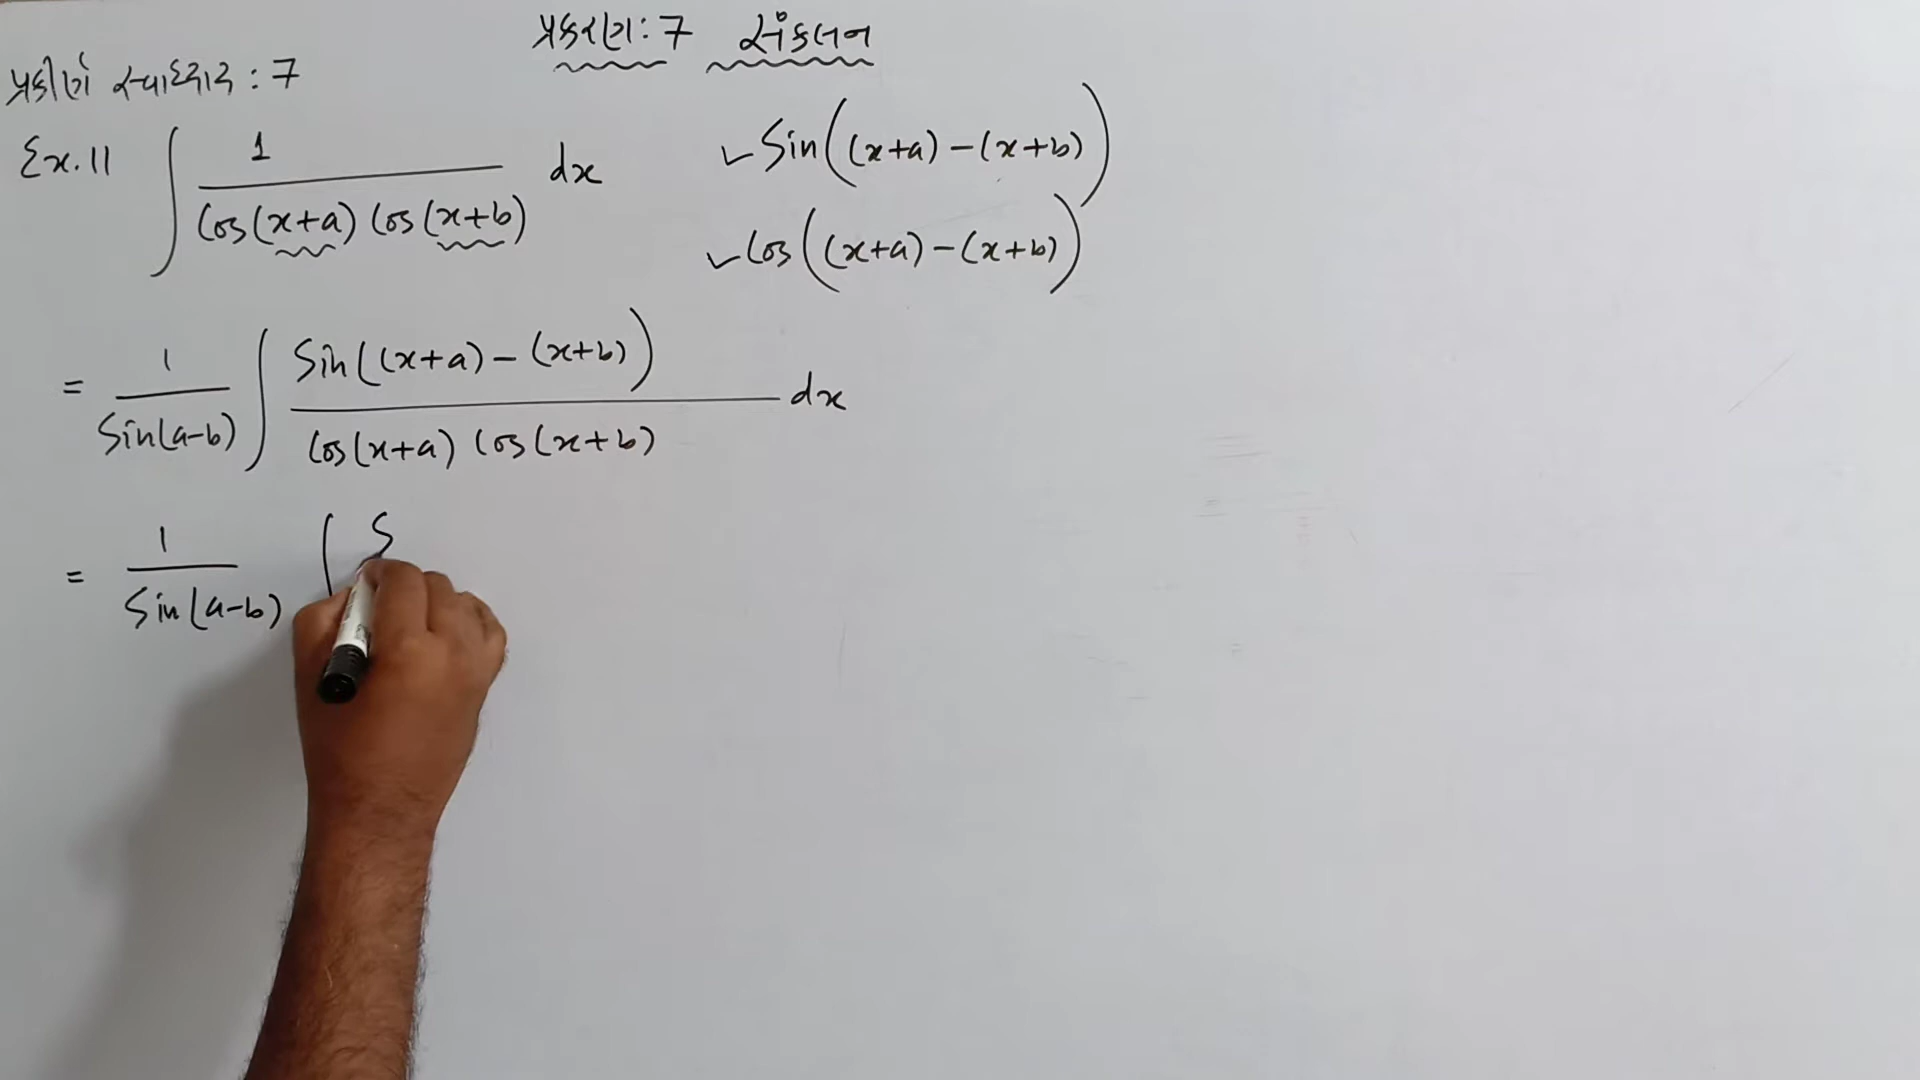 પ્રકરણ: 7 સંકલન
પ્રકીર્ણ સ્વાધ્યાય : 7
Ex. 11 ∫ 1 / (Cos(x+a) Cos(x+b)) dx
✓ Sin((x+a) – (x+b))
✓ Cos((x+a) – (x+b))
= 1 / Sin(a-b) ∫ Sin((x+a) – (x+b)) / (Cos(x+a) Cos(x+b)) dx
= 1 / Sin(a-b) ∫ S